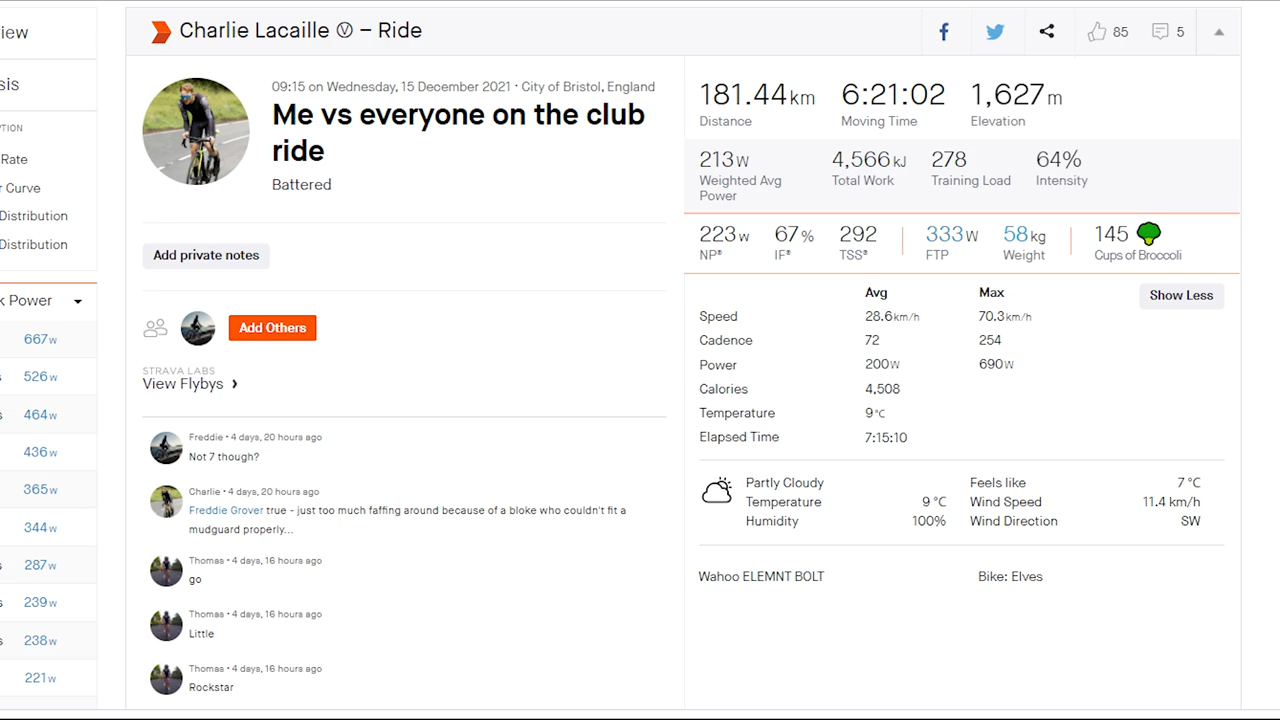 iew
sis
PTION
Rate
r Curve
Distribution
Distribution
k Power
667w
s 526w
s 464w
436w
365w
344w
s 287w
s 239w
s 238w
221w
Charlie Lacaille Ⓥ – Ride
85
5
09:15 on Wednesday, 15 December 2021 · City of Bristol, England
Me vs everyone on the club
ride
Battered
Add private notes
Add Others
STRAVA LABS
View Flybys ›
Freddie • 4 days, 20 hours ago
Not 7 though?
Charlie • 4 days, 20 hours ago
Freddie Grover true - just too much faffing around because of a bloke who couldn't fit a
mudguard properly...
Thomas • 4 days, 16 hours ago
go
Thomas • 4 days, 16 hours ago
Little
Thomas • 4 days, 16 hours ago
Rockstar
181.44km 6:21:02 1,627m
Distance Moving Time Elevation
213W 4,566kJ 278 64%
Weighted Avg Total Work Training Load Intensity
Power
223w 67% 292 333W 58kg 145
NP® IF® TSS® FTP Weight Cups of Broccoli
Avg Max
Show Less
Speed 28.6km/h 70.3km/h
Cadence 72 254
Power 200W 690W
Calories 4,508
Temperature 9℃
Elapsed Time 7:15:10
Partly Cloudy Feels like 7 ℃
Temperature 9 ℃ Wind Speed 11.4 km/h
Humidity 100% Wind Direction SW
Wahoo ELEMNT BOLT Bike: Elves